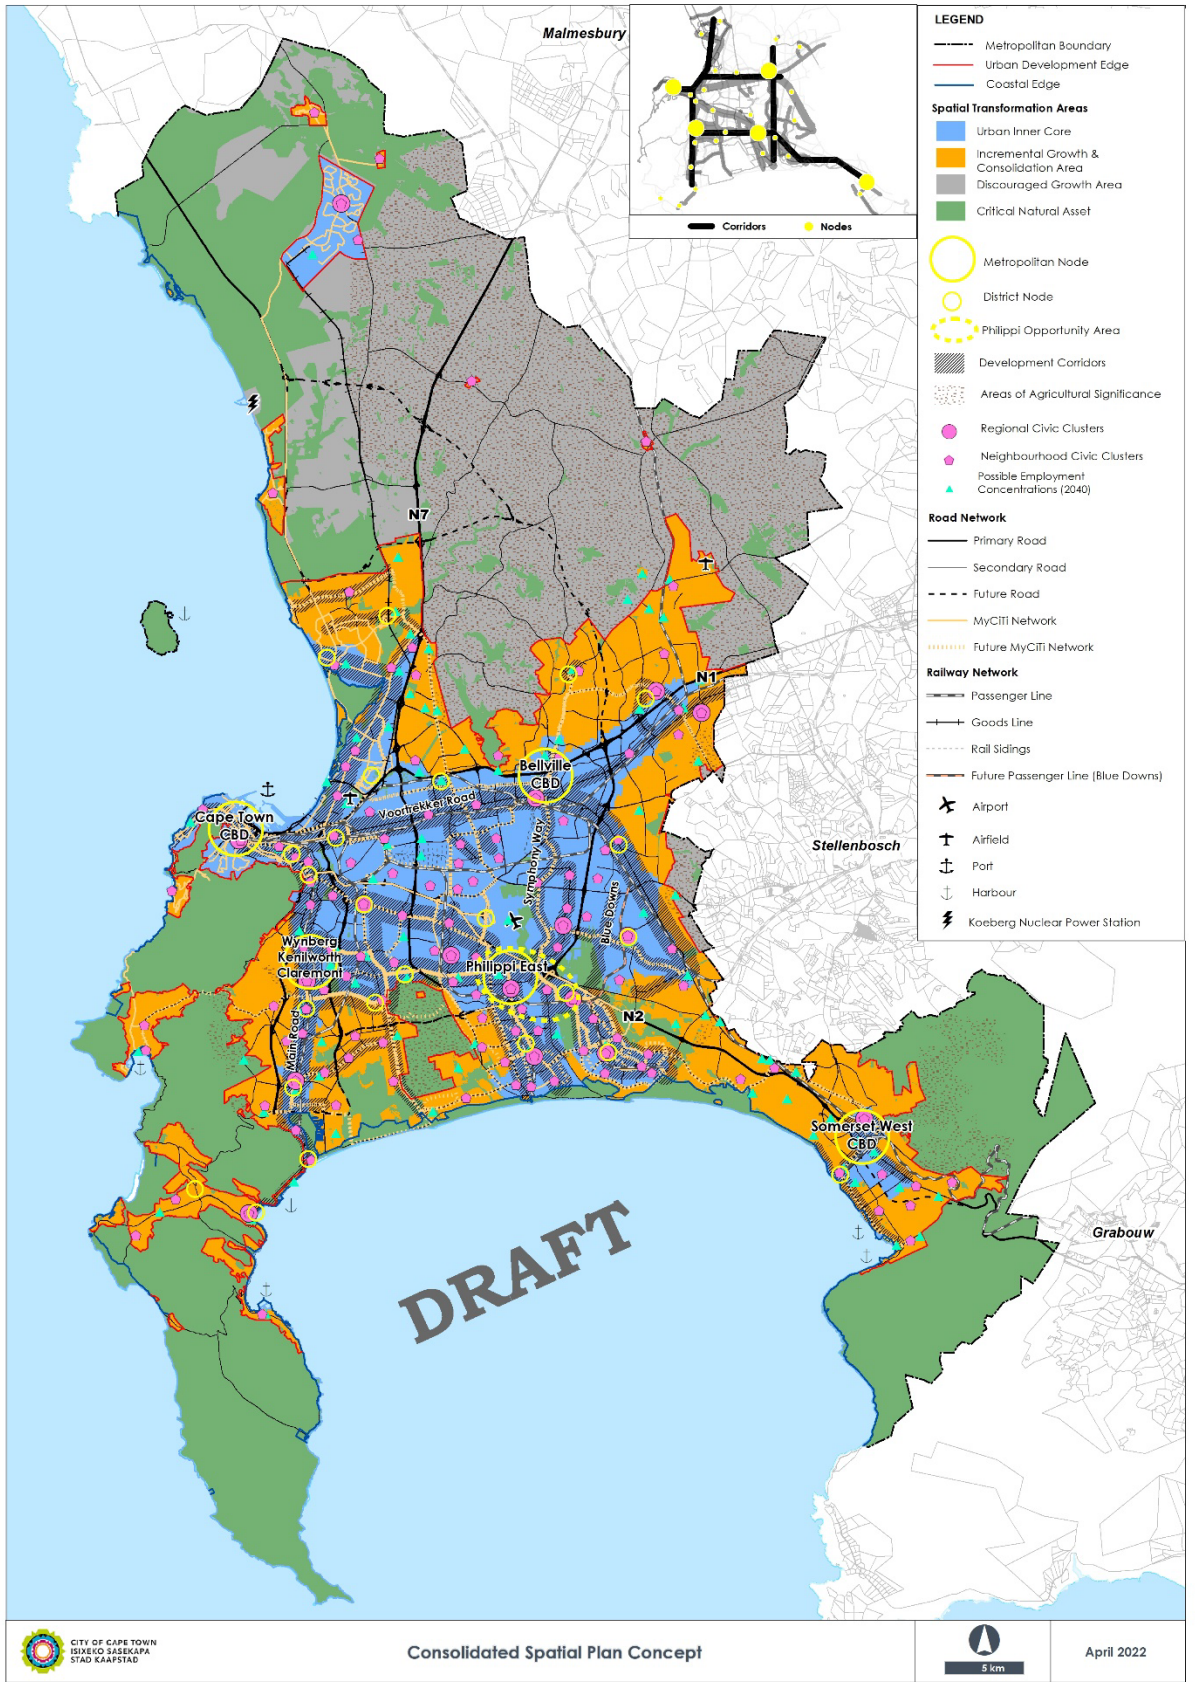 Malmesbury
Corridors
Nodes
LEGEND
Metropolitan Boundary
Urban Development Edge
Coastal Edge
Spatial Transformation Areas
Urban Inner Core
Incremental Growth &
Consolidation Area
Discouraged Growth Area
Critical Natural Asset
Metropolitan Node
District Node
Philippi Opportunity Area
Development Corridors
Areas of Agricultural Significance
Regional Civic Clusters
Neighbourhood Civic Clusters
Possible Employment
Concentrations (2040)
Road Network
Primary Road
Secondary Road
Future Road
MyCiTi Network
Future MyCiTi Network
Railway Network
Passenger Line
Goods Line
Rail Sidings
Future Passenger Line (Blue Downs)
Airport
Airfield
Port
Harbour
Koeberg Nuclear Power Station
N7
N1
Bellville
CBD
Voortrekker Road
Cape Town
CBD
Symphony Way
Stellenbosch
Blue Downs
Wynberg
Kenilworth
Claremont
Philippi East
N2
Main Road
Somerset West
CBD
Grabouw
DRAFT
CITY OF CAPE TOWN
ISIXEKO SASEKAPA
STAD KAAPSTAD
Consolidated Spatial Plan Concept
5 km
April 2022